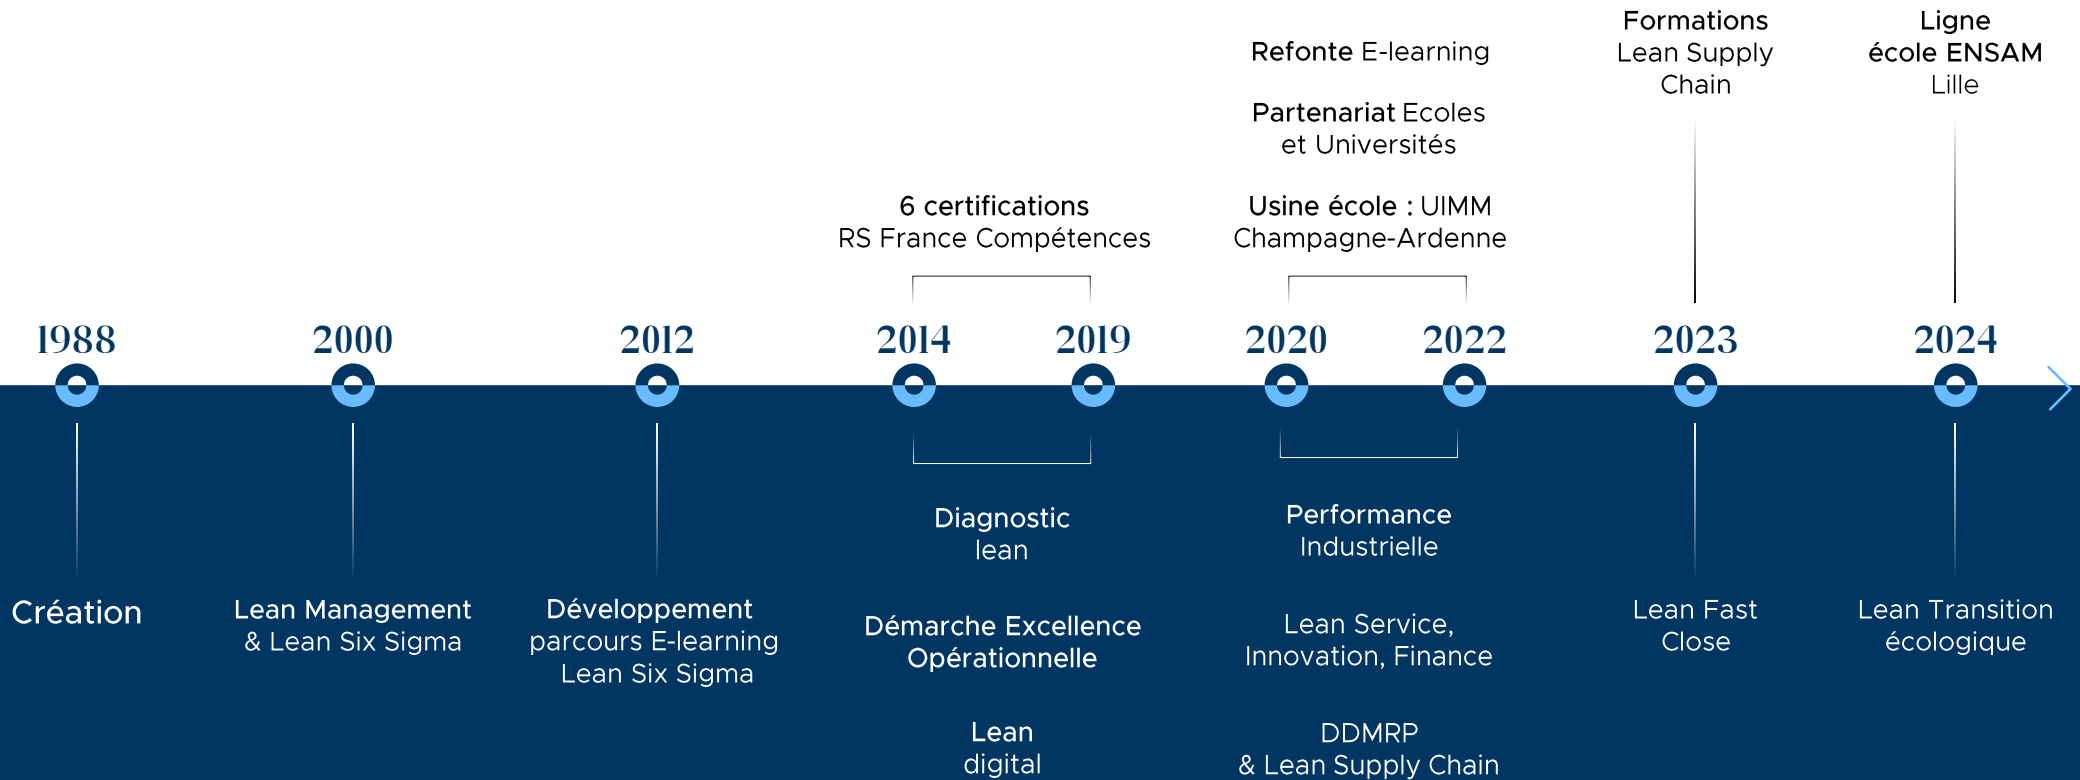 Formations
Lean Supply
Chain
Ligne
école ENSAM
Lille
Refonte E-learning
Partenariat Ecoles
et Universités
6 certifications
RS France Compétences
Usine école : UIMM
Champagne-Ardenne
1988
2000
2012
2014
2019
2020
2022
2023
2024
Création
Lean Management
& Lean Six Sigma
Développement
parcours E-learning
Lean Six Sigma
Diagnostic
lean
Démarche Excellence
Opérationnelle
Lean
digital
Performance
Industrielle
Lean Service,
Innovation, Finance
DDMRP
& Lean Supply Chain
Lean Fast
Close
Lean Transition
écologique